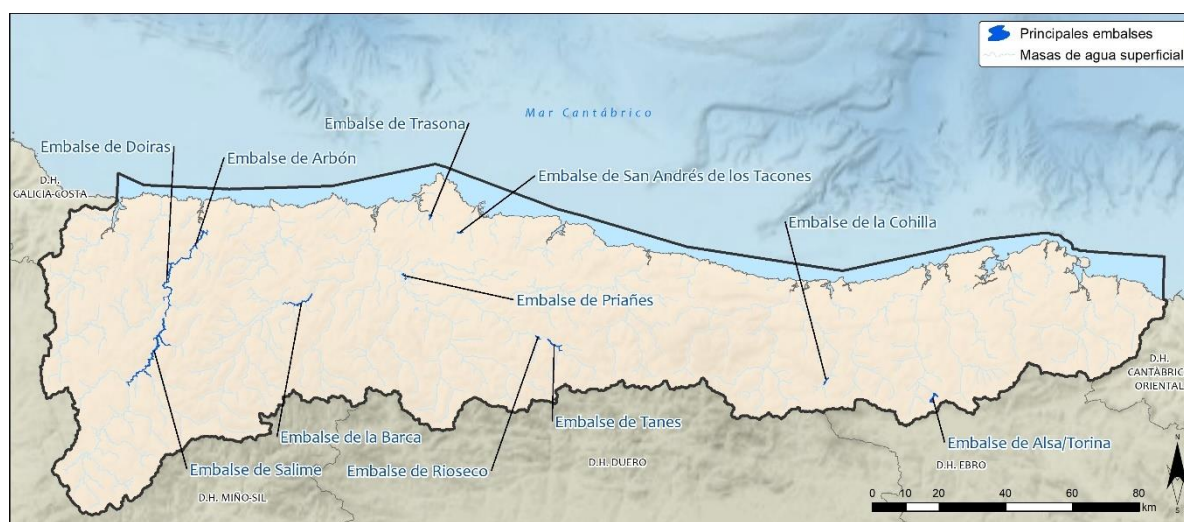 Principales embalses
Masas de agua superficial
Mar Cantábrico
Embalse de Trasona
Embalse de Doiras
Embalse de Arbón
Embalse de San Andrés de los Tacones
D.H.
GALICIA-COSTA
Embalse de la Cohilla
Embalse de Priañes
D.H.
CANTÁBRICO
ORIENTAL
Embalse de la Barca
Embalse de Tanes
Embalse de Salime
Embalse de Rioseco
D.H. DUERO
Embalse de Alsa/Torina
D.H. EBRO
D.H. MIÑO-SIL
N
S
0 10 20 40 60 80
km